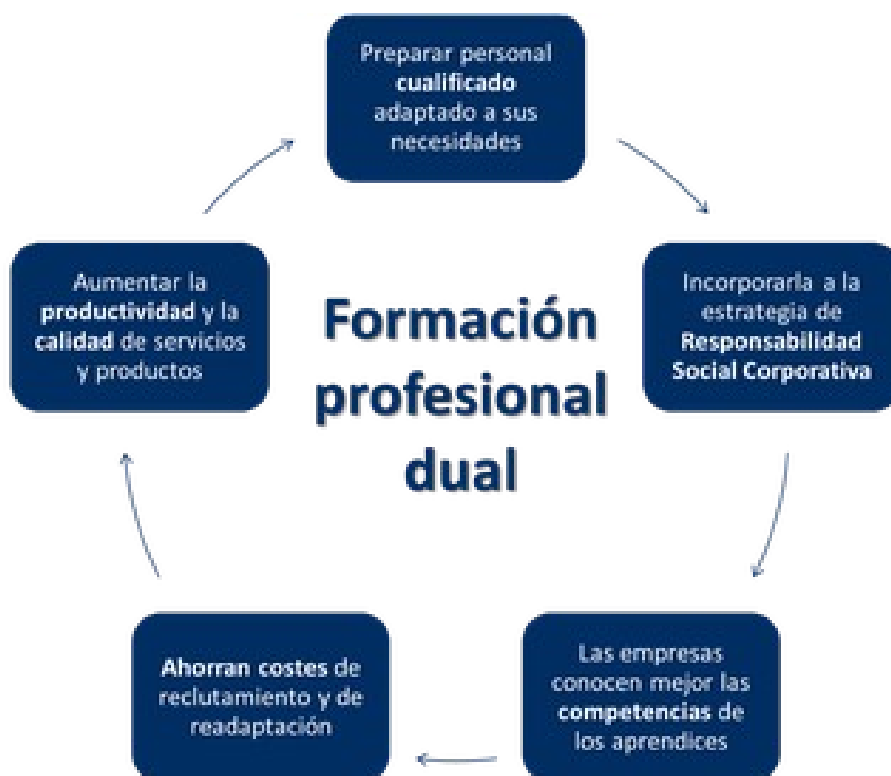 Preparar personal
cualificado
adaptado a sus
necesidades
Incorporarla a la
estrategia de
Responsabilidad
Social Corporativa
Las empresas
conocen mejor las
competencias de
los aprendices
Ahorran costes de
reclutamiento y de
readaptación
Aumentar la
productividad y la
calidad de servicios
y productos
Formación
profesional
dual